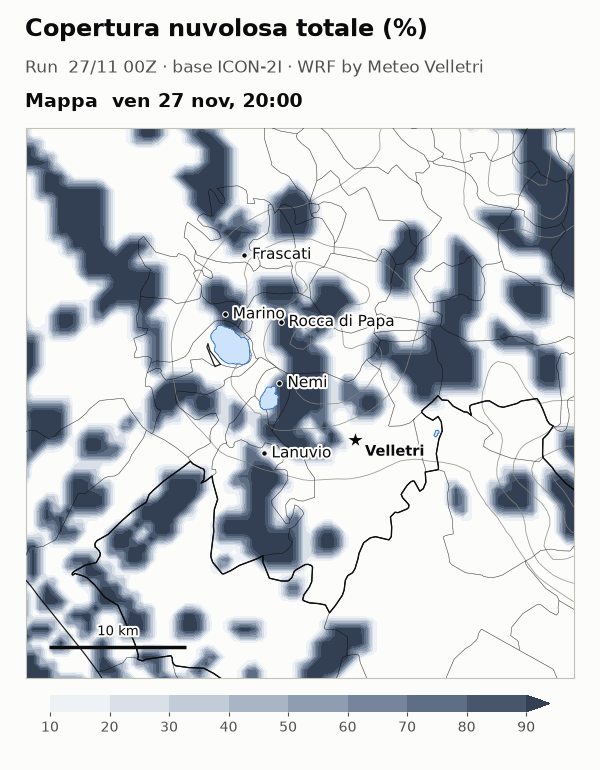 Copertura nuvolosa totale (%)
Run  27/11 00Z · base ICON-2I · WRF by Meteo Velletri
Mappa  ven 27 nov, 20:00
Frascati
Marino
Rocca di Papa
Nemi
Velletri
Lanuvio
10 km
10 20 30 40 50 60 70 80 90